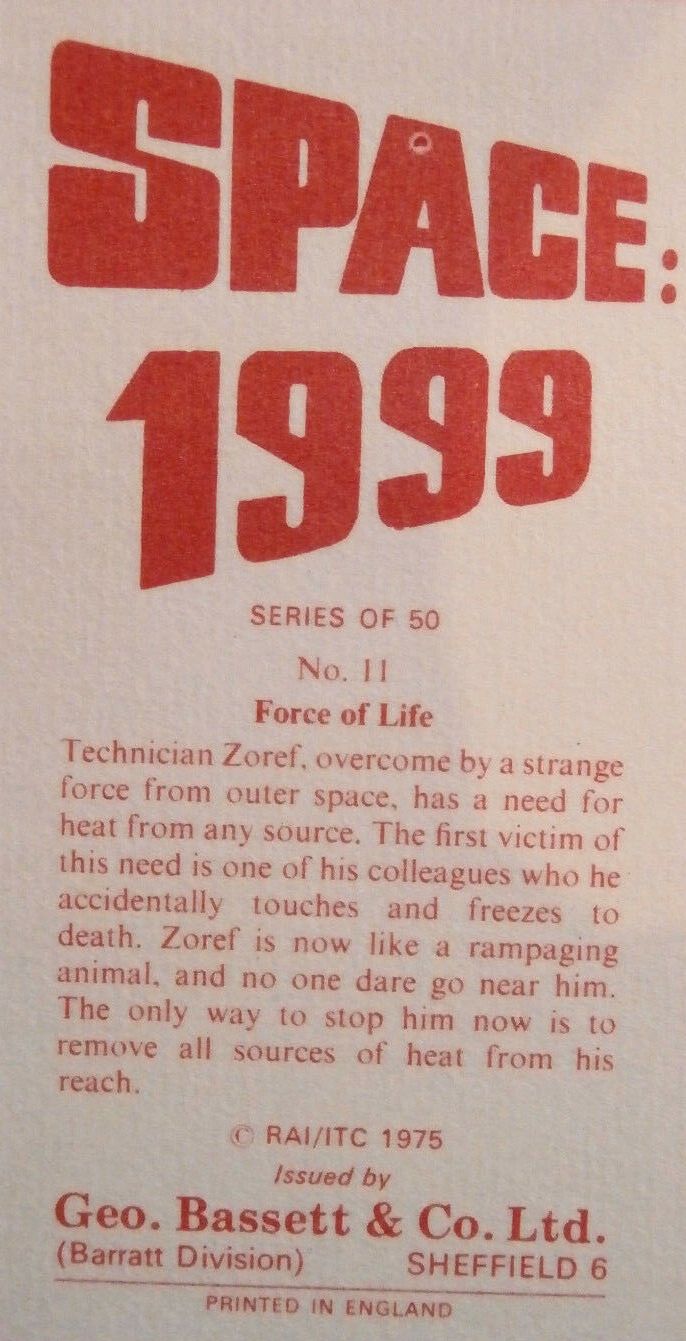 SPACE:
1999
SERIES OF 50
No. 11
Force of Life
Technician Zoref, overcome by a strange
force from outer space, has a need for
heat from any source. The first victim of
this need is one of his colleagues who he
accidentally touches and freezes to
death. Zoref is now like a rampaging
animal, and no one dare go near him.
The only way to stop him now is to
remove all sources of heat from his
reach.
© RAI/ITC 1975
Issued by
Geo. Bassett & Co. Ltd.
(Barratt Division) SHEFFIELD 6
PRINTED IN ENGLAND